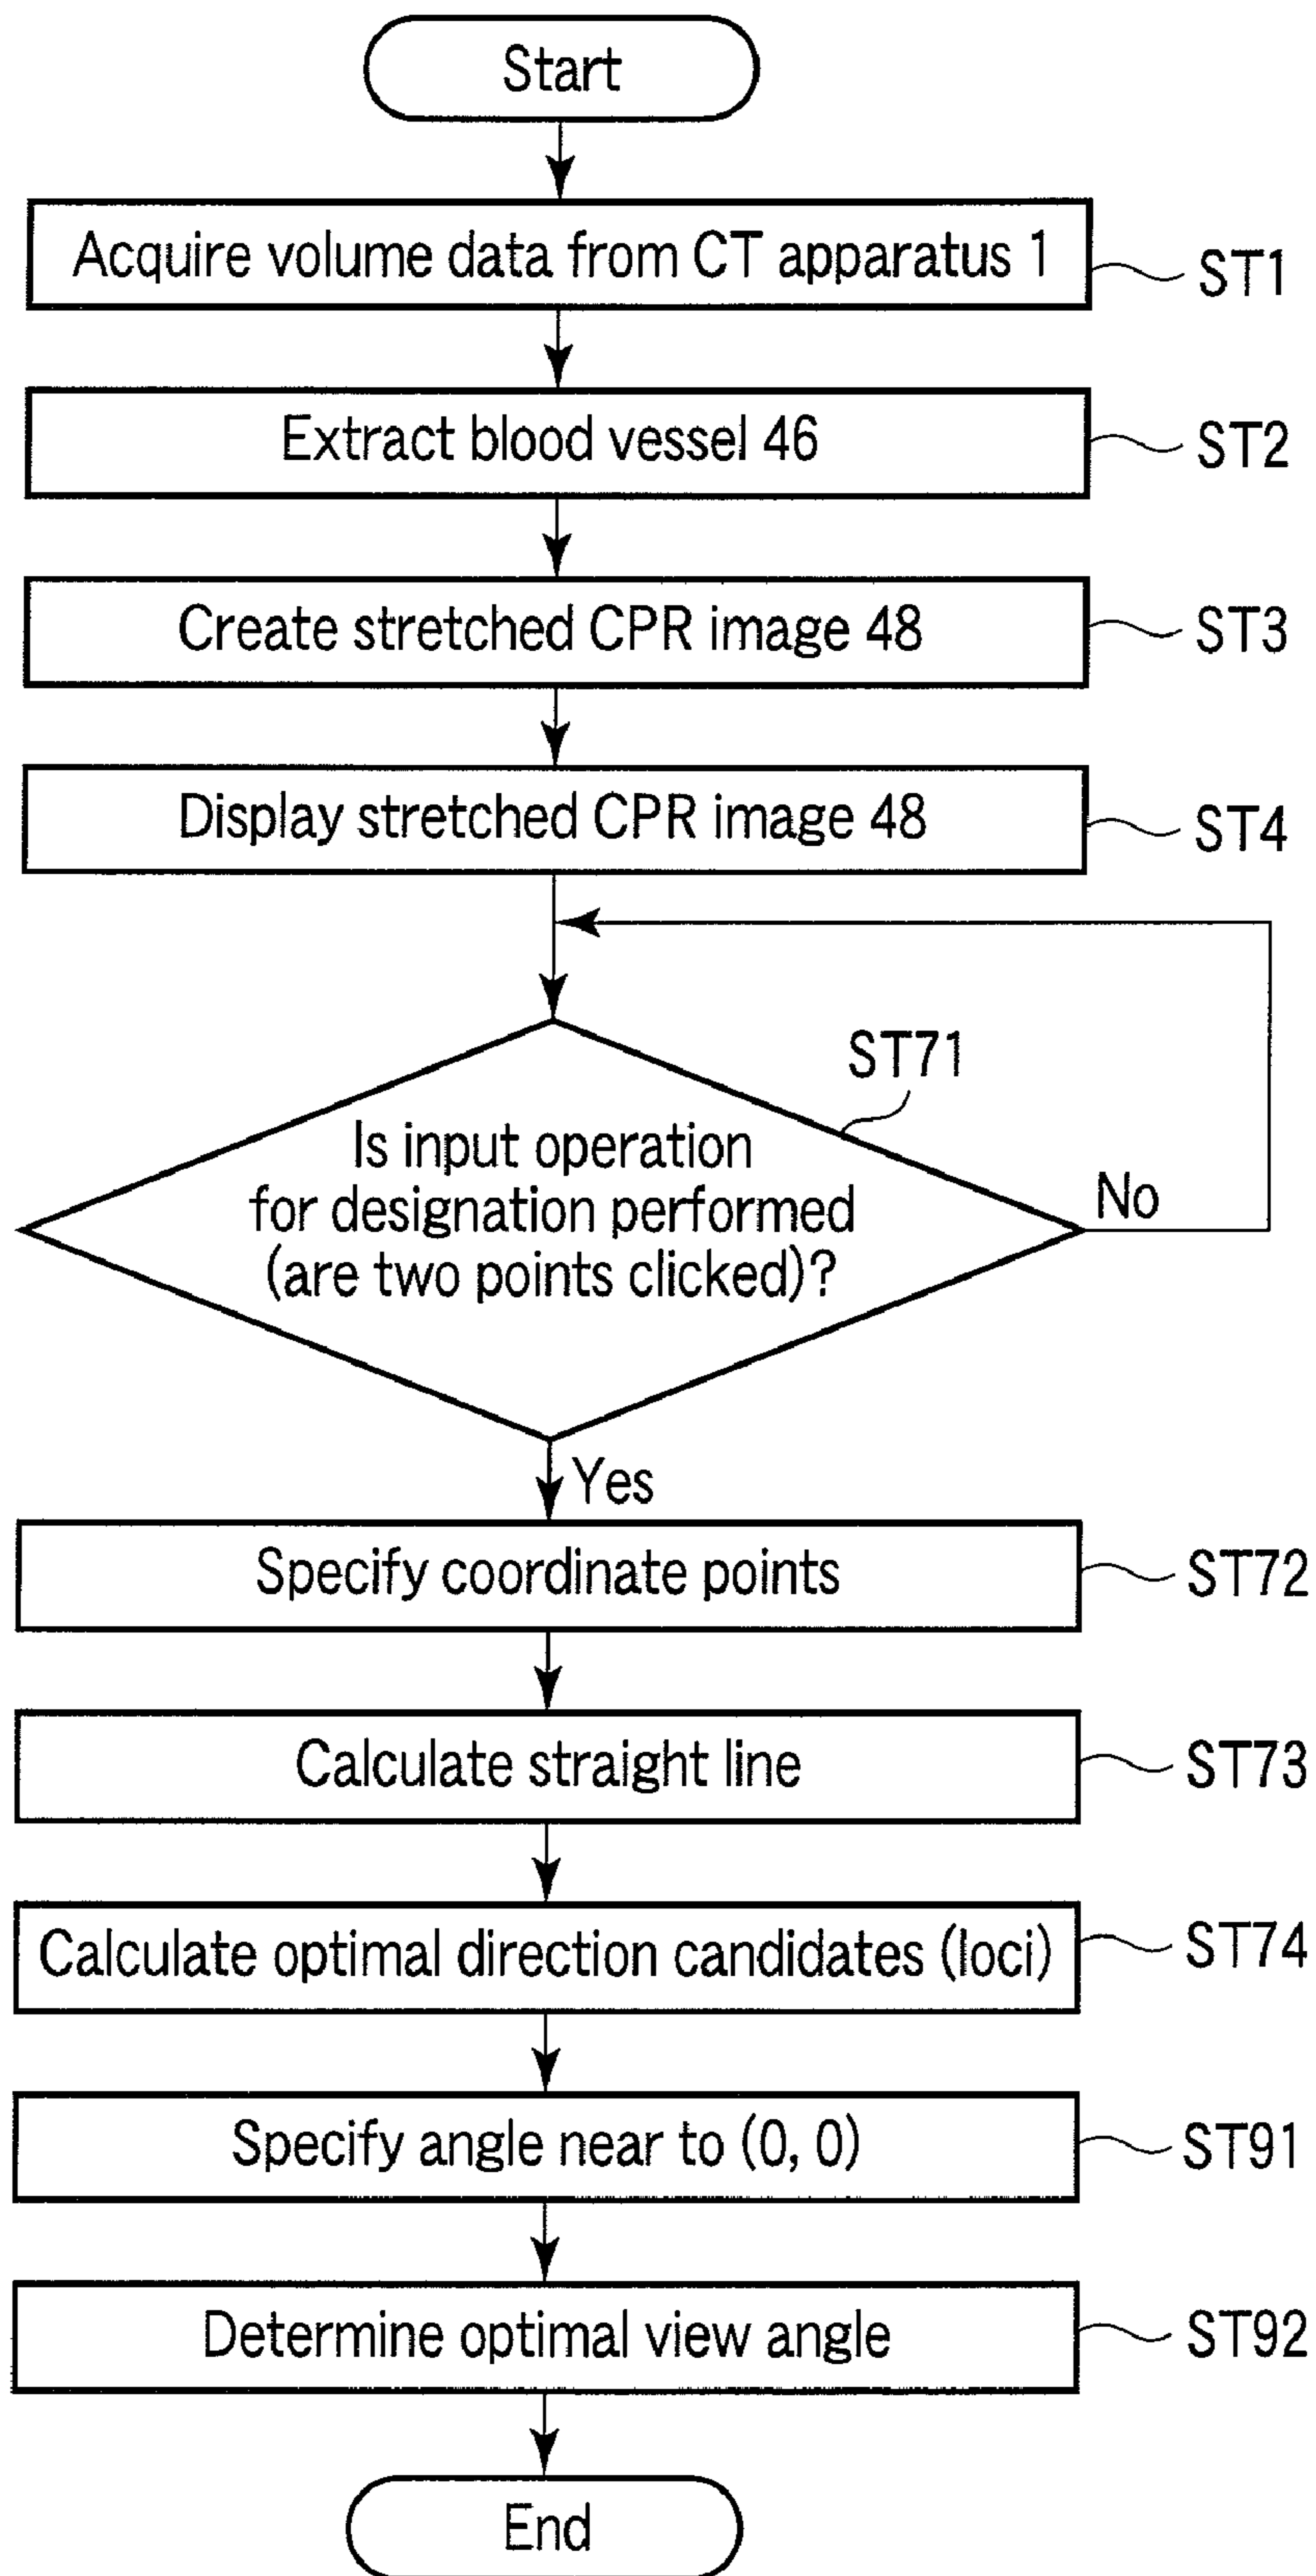 Start
Acquire volume data from CT apparatus 1
ST1
Extract blood vessel 46
ST2
Create stretched CPR image 48
ST3
Display stretched CPR image 48
ST4
ST71
Is input operation
for designation performed
(are two points clicked)?
No
Yes
Specify coordinate points
ST72
Calculate straight line
ST73
Calculate optimal direction candidates (loci)
ST74
Specify angle near to (0, 0)
ST91
Determine optimal view angle
ST92
End